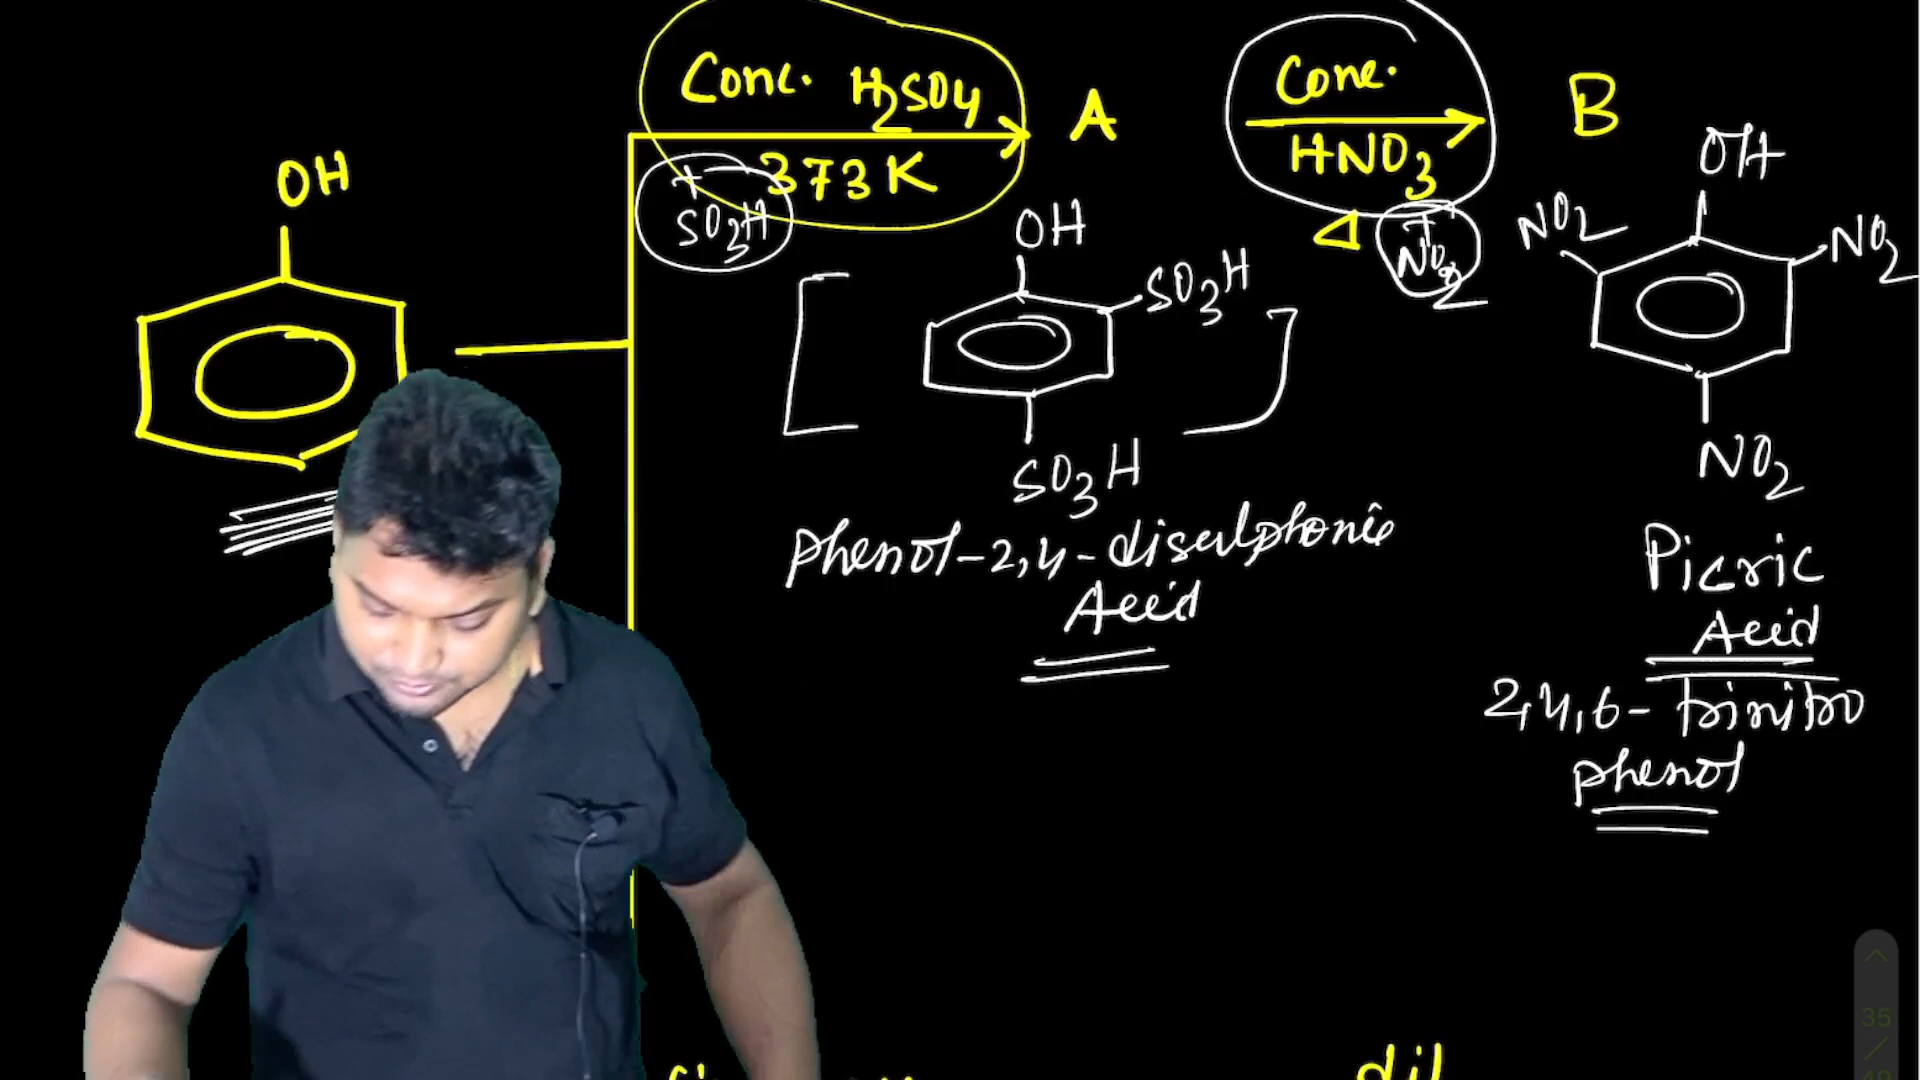 Conc. H2SO4
373 K
+
SO3H
A
Conc.
HNO3
Δ
+
NO2
B
OH
OH
SO3H
SO3H
Phenol-2,4-disulphonic
Acid
OH
NO2
NO2
NO2
Picric
Acid
2,4,6- trinitro
phenol
35
/
dil